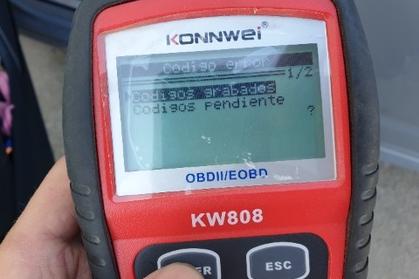 KONNWEI
Codigo error
1/2
Codigos grabados
Codigos pendiente
?
OBDII/EOBD
KW808
ESC